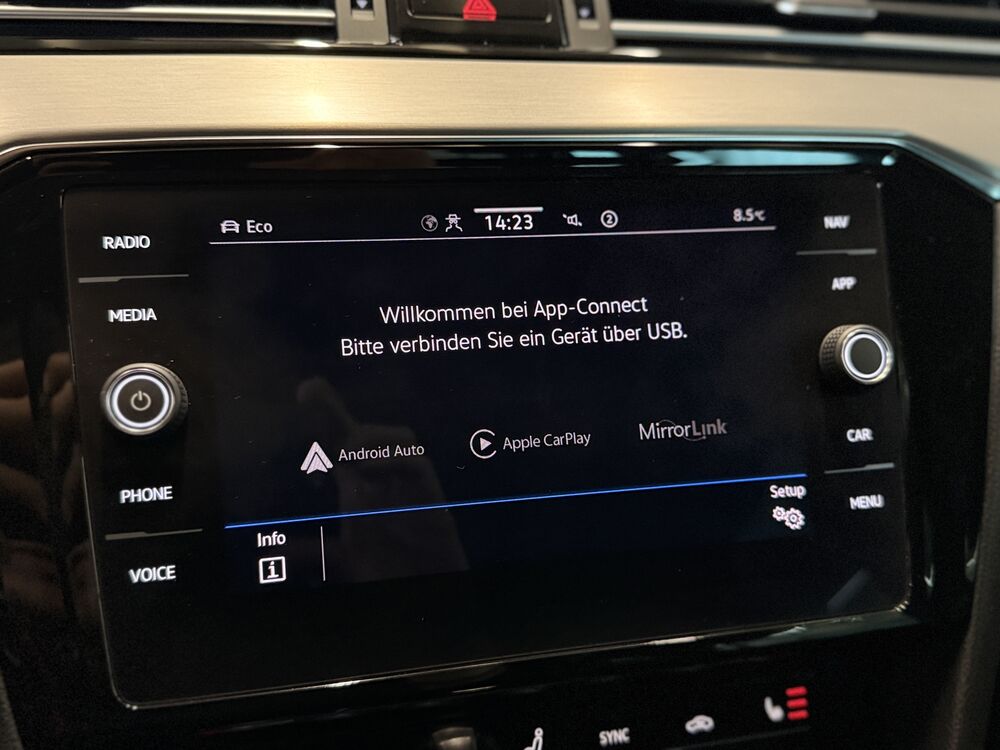 Eco
14:23
2
8.5°C
RADIO
MEDIA
PHONE
VOICE
Willkommen bei App-Connect
Bitte verbinden Sie ein Gerät über USB.
Android Auto
Apple CarPlay
MirrorLink
Info
i
Setup
NAV
APP
CAR
MENU
SYNC